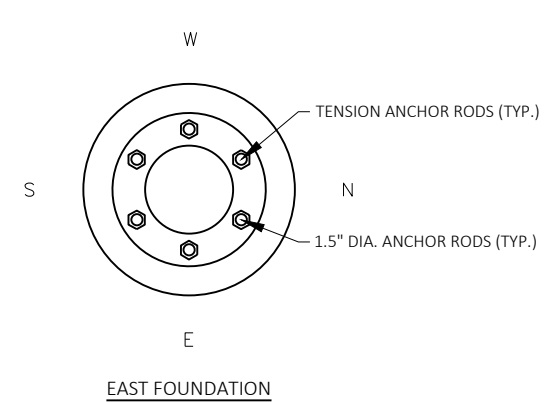 W
TENSION ANCHOR RODS (TYP.)
S
N
1.5" DIA. ANCHOR RODS (TYP.)
E
EAST FOUNDATION